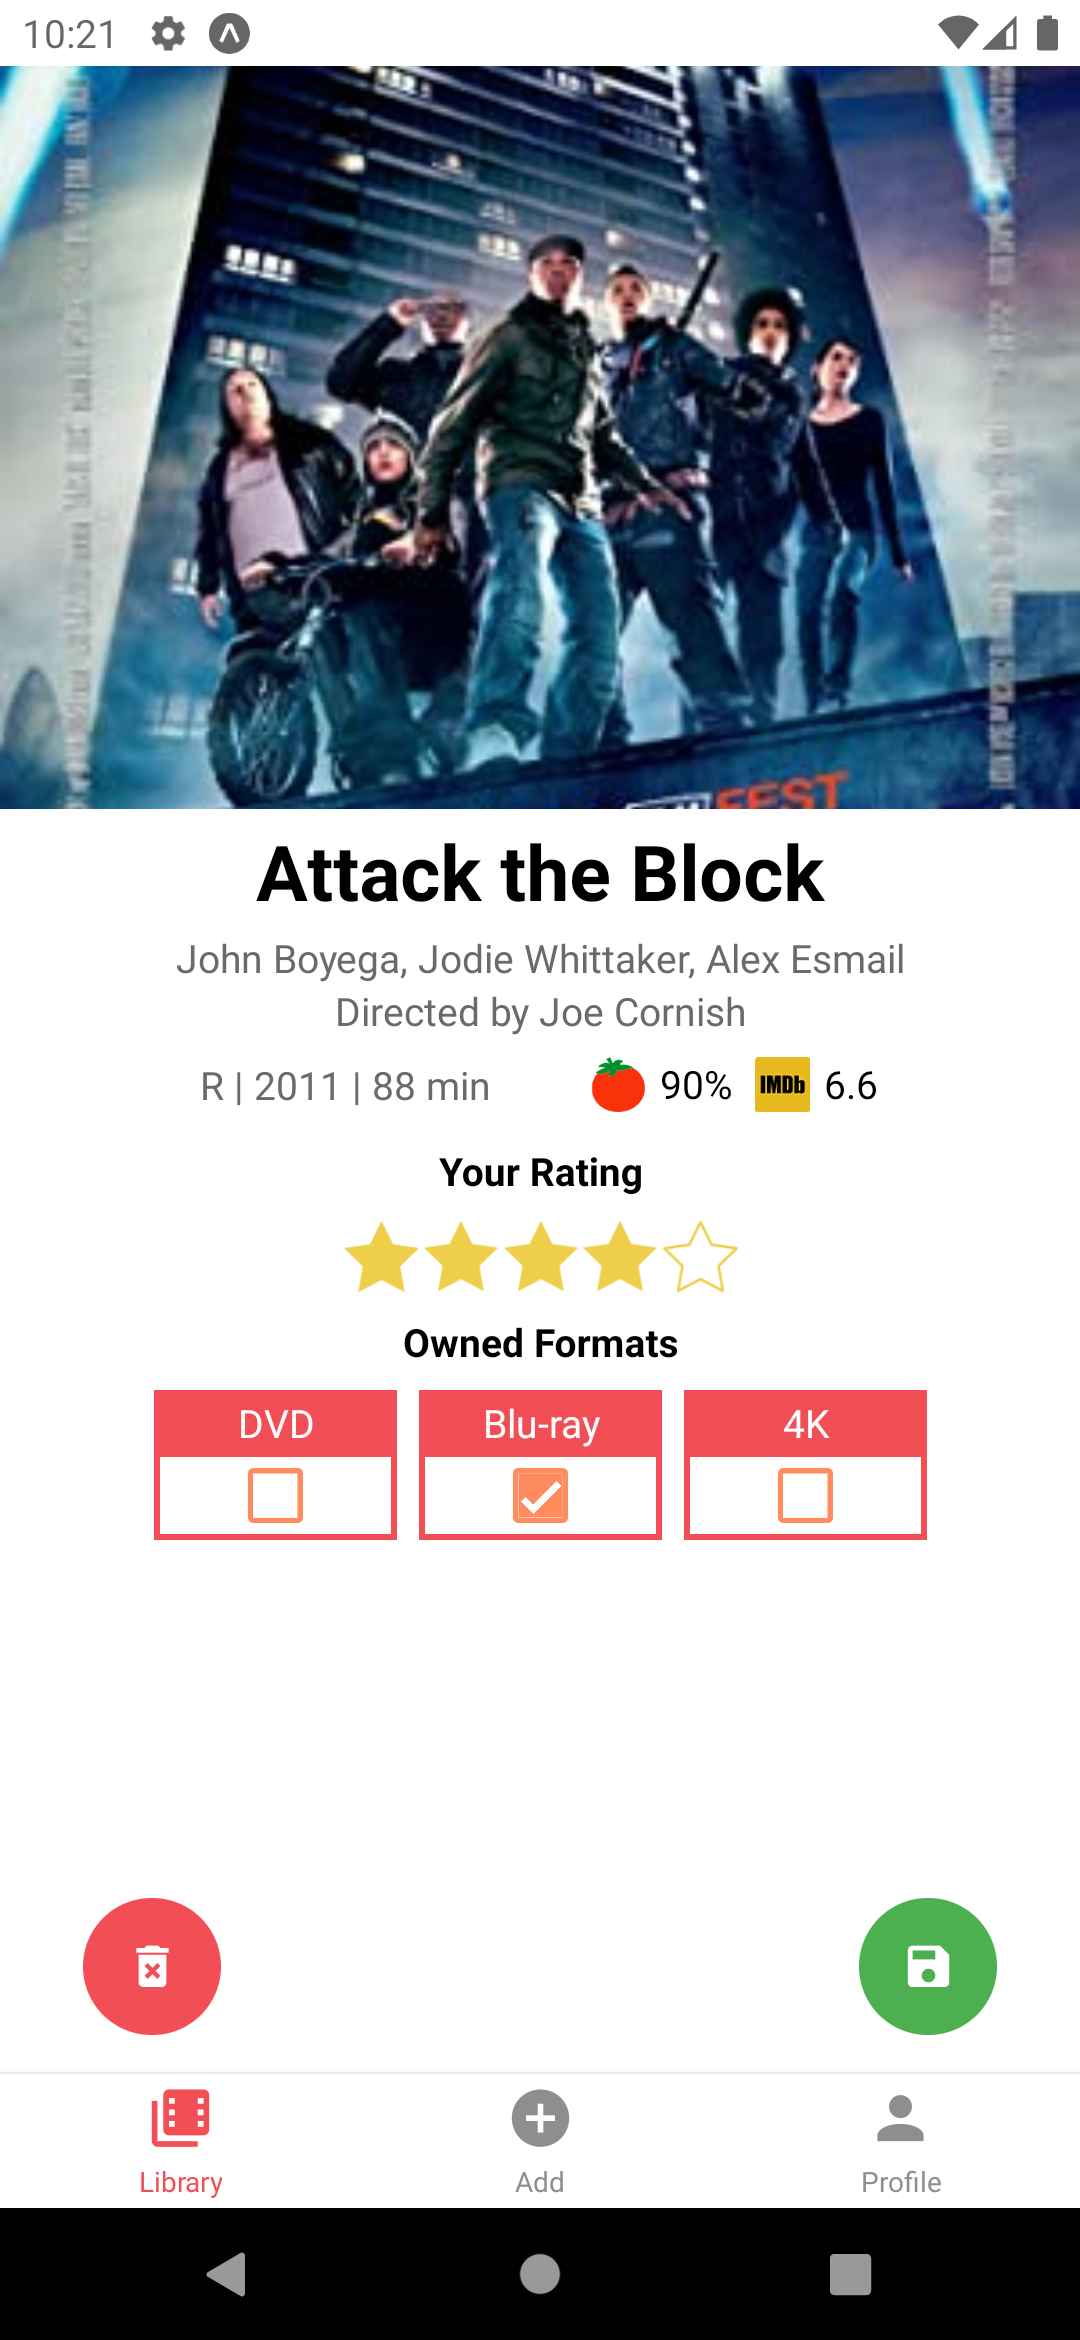 10:21
FEST
Attack the Block
John Boyega, Jodie Whittaker, Alex Esmail
Directed by Joe Cornish
R | 2011 | 88 min
90%
IMDb
6.6
Your Rating
Owned Formats
DVD
Blu-ray
4K
Library
Add
Profile